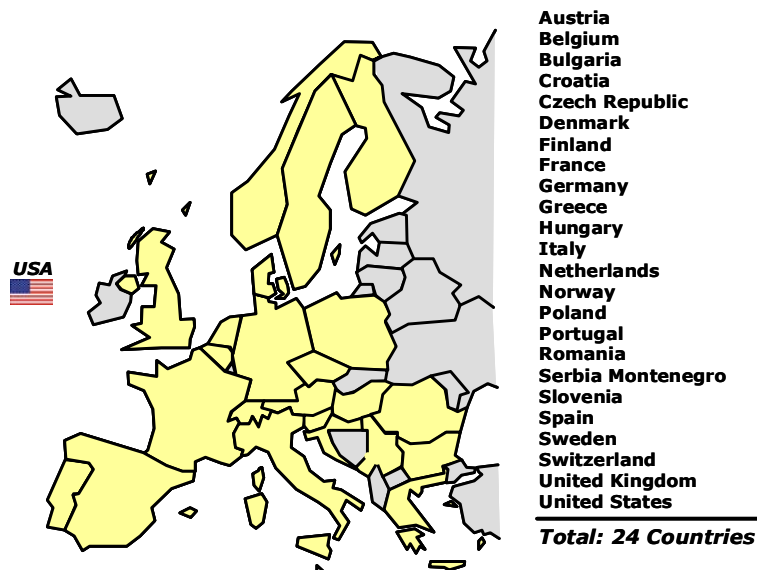 USA
Austria
Belgium
Bulgaria
Croatia
Czech Republic
Denmark
Finland
France
Germany
Greece
Hungary
Italy
Netherlands
Norway
Poland
Portugal
Romania
Serbia Montenegro
Slovenia
Spain
Sweden
Switzerland
United Kingdom
United States
Total: 24 Countries